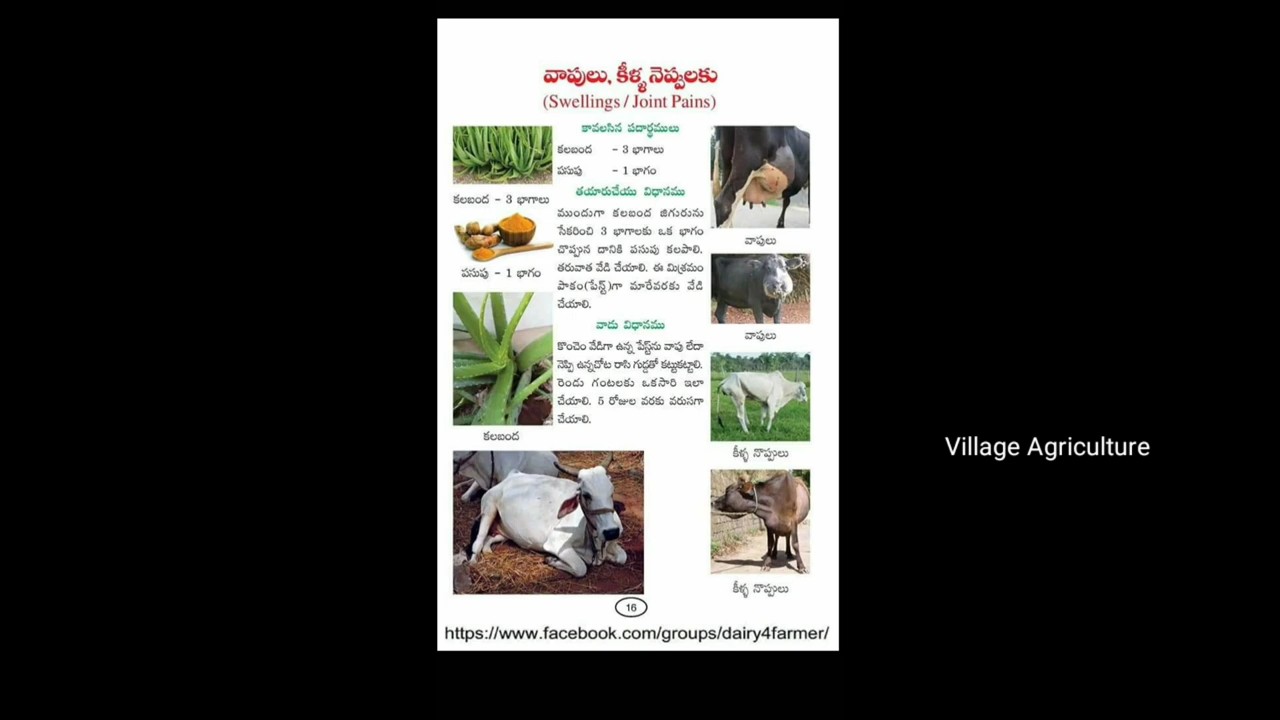 వాపులు, కీళ్ళ నెప్పలకు
(Swellings / Joint Pains)
కావలసిన పదార్థములు
కలబంద - 3 భాగాలు
పసుపు - 1 భాగం
తయారుచేయు విధానము
ముందుగా కలబంద జిగురును
సేకరించి 3 భాగాలకు ఒక భాగం
చొప్పున దానికి పసుపు కలపాలి.
తరువాత వేడి చేయాలి. ఈ మిశ్రమం
పాకం(పేస్ట్)గా మారేవరకు వేడి
చేయాలి.
వాడు విధానము
కొంచెం వేడిగా ఉన్న పేస్ట్‌ను వాపు లేదా
నెప్పి ఉన్నచోట రాసి గుడ్డతో కట్టుకట్టాలి.
రెండు గంటలకు ఒకసారి ఇలా
చేయాలి. 5 రోజుల వరకు వరుసగా
చేయాలి.
కలబంద - 3 భాగాలు
పసుపు - 1 భాగం
కలబంద
వాపులు
వాపులు
కీళ్ళ నొప్పులు
కీళ్ళ నొప్పులు
16
https://www.facebook.com/groups/dairy4farmer/
Village Agriculture